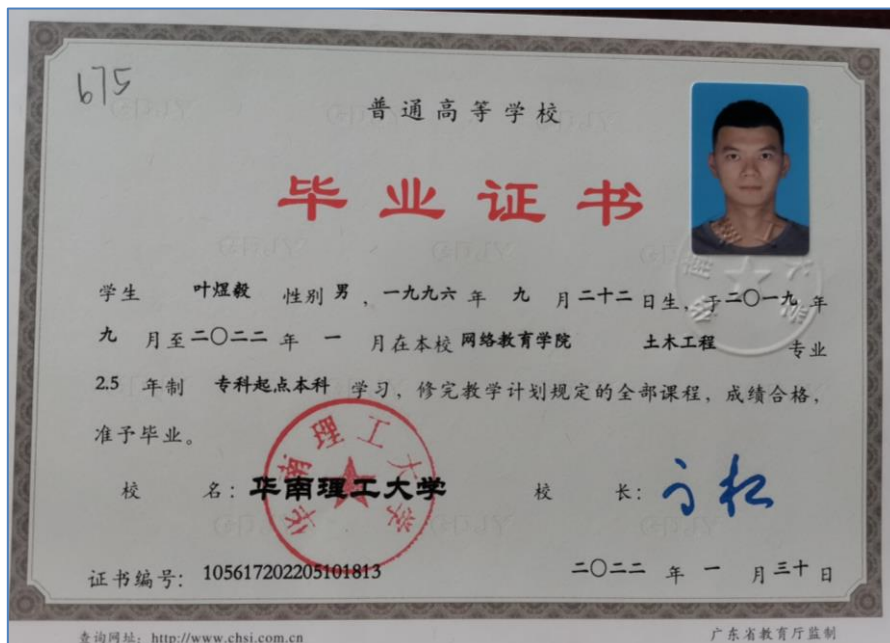 675
普通高等学校
毕业证书
学生 叶煜毅 性别 男，一九九六 年 九 月 二十二 日生，于二〇一九 年
九 月至二〇二二 年 一 月在本校 网络教育学院 土木工程 专业
2.5 年制 专科起点本科 学习，修完教学计划规定的全部课程，成绩合格，
准予毕业。
校 名：华南理工大学 校 长：
华南理工大学
证书编号：105617202205101813 二〇二二 年 一 月 三十 日
查询网址：http://www.chsi.com.cn 广东省教育厅监制